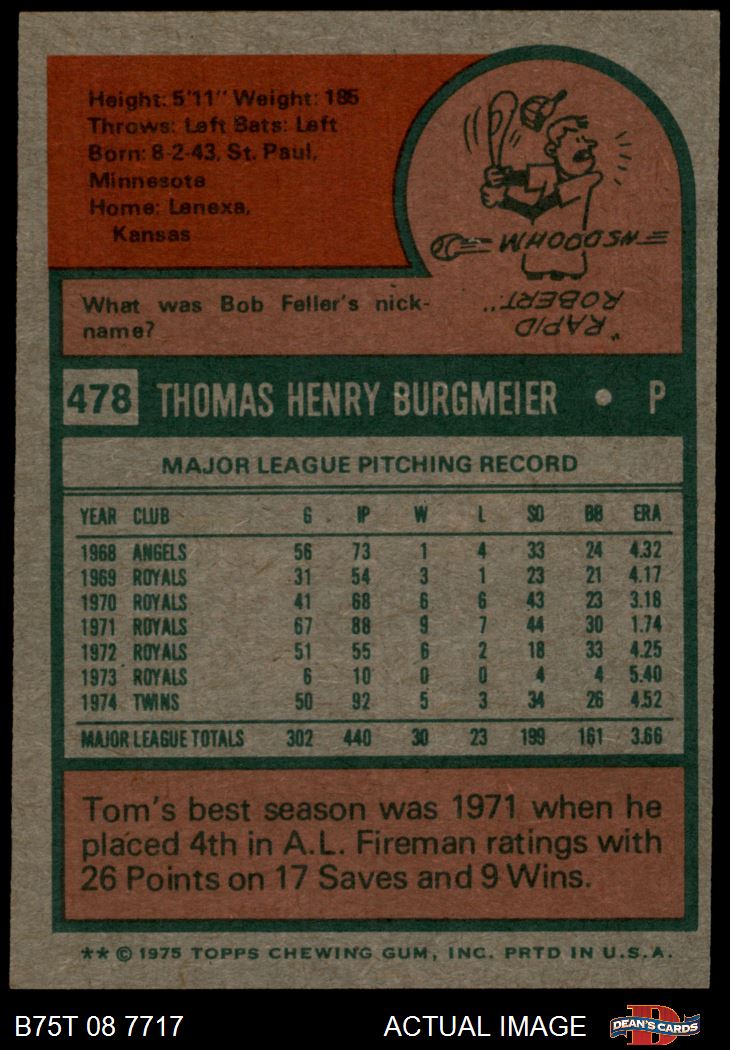 Height: 5'11" Weight: 185
Throws: Left Bats: Left
Born: 8-2-43, St. Paul,
Minnesota
Home: Lenexa,
Kansas
WHOOOSH
"RAPID
ROBERT"..
What was Bob Feller's nick-
name?
478 THOMAS HENRY BURGMEIER • P
MAJOR LEAGUE PITCHING RECORD
YEAR CLUB G IP W L SO BB ERA
1968 ANGELS 56 73 1 4 33 24 4.32
1969 ROYALS 31 54 3 1 23 21 4.17
1970 ROYALS 41 68 6 6 43 23 3.18
1971 ROYALS 67 88 9 7 44 30 1.74
1972 ROYALS 51 55 6 2 18 33 4.25
1973 ROYALS 6 10 0 0 4 4 5.40
1974 TWINS 50 92 5 3 34 26 4.52
MAJOR LEAGUE TOTALS 302 440 30 23 199 161 3.66
Tom's best season was 1971 when he
placed 4th in A.L. Fireman ratings with
26 Points on 17 Saves and 9 Wins.
** © 1975 TOPPS CHEWING GUM, INC. PRTD IN U.S.A.
B75T 08 7717 ACTUAL IMAGE
DEAN'S CARDS